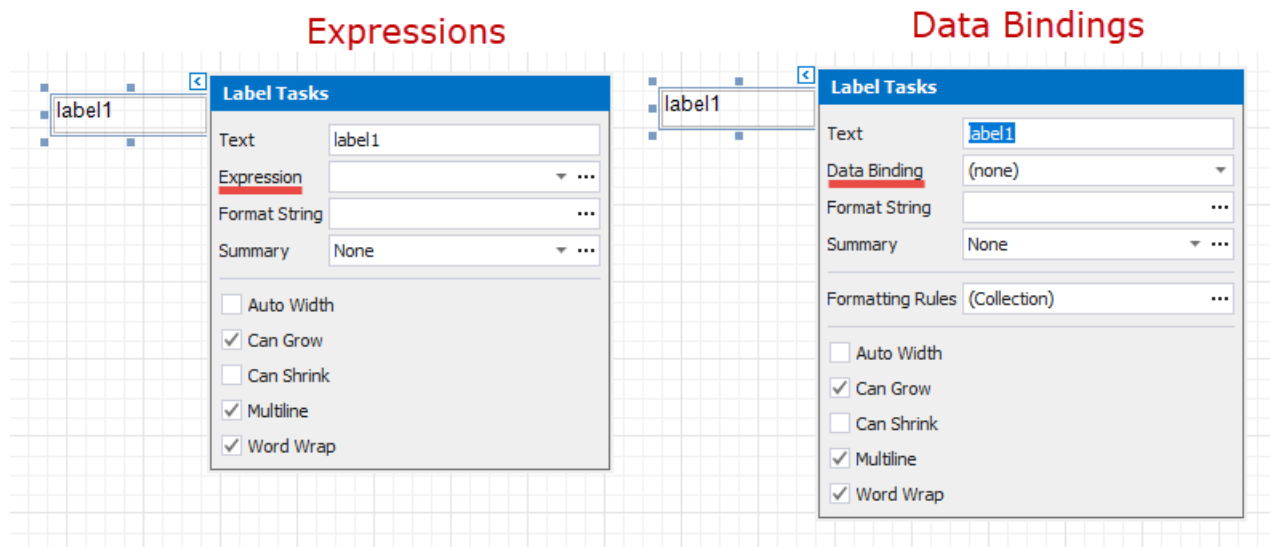 Expressions
label1
Label Tasks
Text label1
Expression
Format String
Summary None
Auto Width
Can Grow
Can Shrink
Multiline
Word Wrap
Data Bindings
label1
Label Tasks
Text label1
Data Binding (none)
Format String
Summary None
Formatting Rules (Collection)
Auto Width
Can Grow
Can Shrink
Multiline
Word Wrap